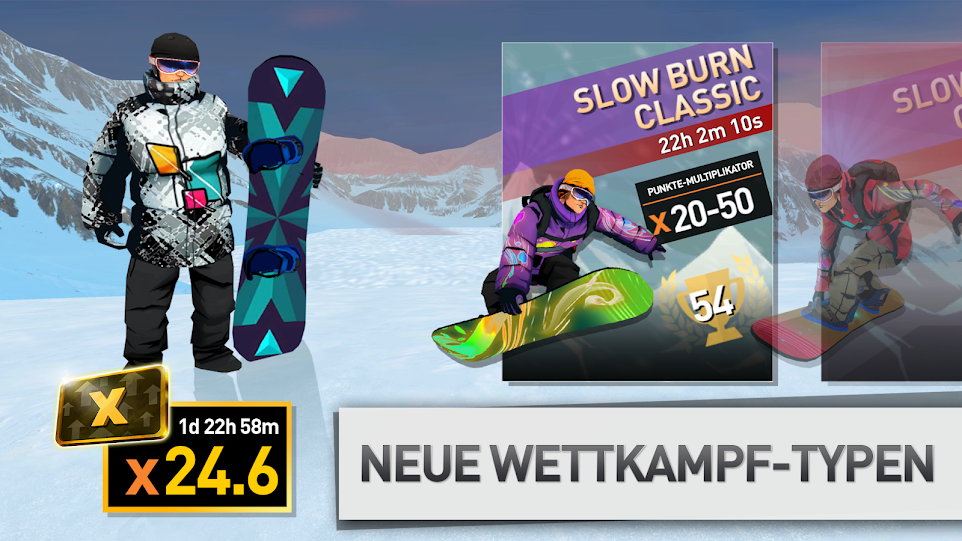 SLOW BURN
CLASSIC
22h 2m 10s
PUNKTE-MULTIPLIKATOR
x20-50
54
SLOW
X
1d 22h 58m
x24.6
NEUE WETTKAMPF-TYPEN